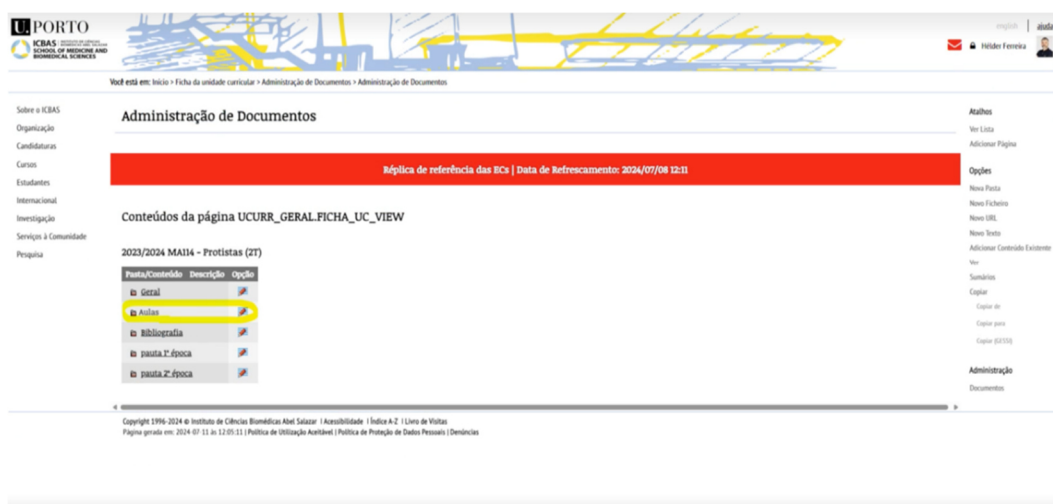 U. PORTO
ICBAS
SCHOOL OF MEDICINE AND
BIOMEDICAL SCIENCES
english | ajuda
Hélder Ferreira
Você está em: Início > Ficha da unidade curricular > Administração de Documentos > Administração de Documentos
Sobre o ICBAS
Organização
Candidaturas
Cursos
Estudantes
Internacional
Investigação
Serviços à Comunidade
Pesquisa
Administração de Documentos
Réplica de referência das ECs | Data de Refrescamento: 2024/07/08 12:11
Conteúdos da página UCURR_GERAL.FICHA_UC_VIEW
2023/2024 MA114 - Protistas (2T)
Pasta/Conteúdo Descrição Opção
Geral
Aulas
Bibliografia
pauta 1ª época
pauta 2ª época
Atalhos
Ver Lista
Adicionar Página
Opções
Nova Pasta
Novo Ficheiro
Novo URL
Novo Texto
Adicionar Conteúdo Existente
Ver
Sumários
Copiar
Copiar de
Copiar para
Copiar (GESSI)
Administração
Documentos
Copyright 1996-2024 © Instituto de Ciências Biomédicas Abel Salazar I Acessibilidade I Índice A-Z I Livro de Visitas
Página gerada em: 2024-07-11 às 12:05:11 | Política de Utilização Aceitável | Política de Proteção de Dados Pessoais | Denúncias